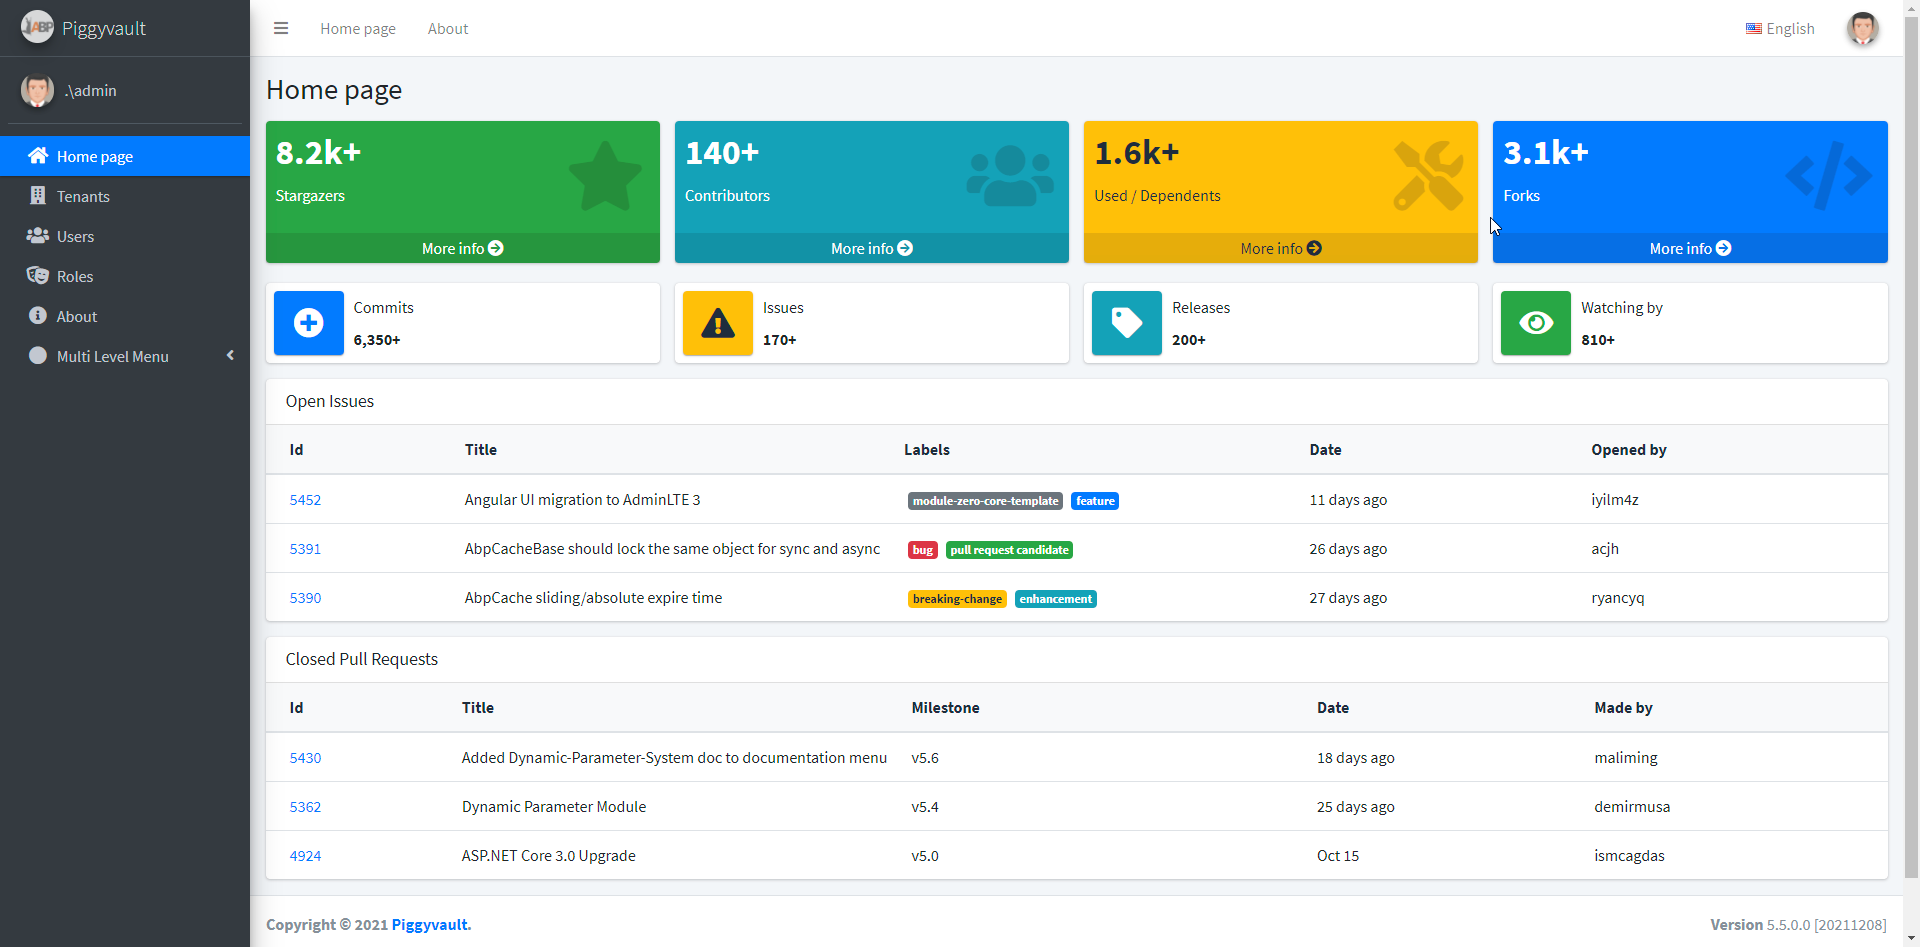 ABP Piggyvault
Home page About
English
.\admin
Home page
Tenants
Users
Roles
About
Multi Level Menu
Home page
8.2k+
Stargazers
More info
140+
Contributors
More info
1.6k+
Used / Dependents
More info
3.1k+
Forks
More info
Commits
6,350+
Issues
170+
Releases
200+
Watching by
810+
Open Issues
Id Title Labels Date Opened by
5452 Angular UI migration to AdminLTE 3 module-zero-core-template feature 11 days ago iyilm4z
5391 AbpCacheBase should lock the same object for sync and async bug pull request candidate 26 days ago acjh
5390 AbpCache sliding/absolute expire time breaking-change enhancement 27 days ago ryancyq
Closed Pull Requests
Id Title Milestone Date Made by
5430 Added Dynamic-Parameter-System doc to documentation menu v5.6 18 days ago maliming
5362 Dynamic Parameter Module v5.4 25 days ago demirmusa
4924 ASP.NET Core 3.0 Upgrade v5.0 Oct 15 ismcagdas
Copyright © 2021 Piggyvault.
Version 5.5.0.0 [20211208]